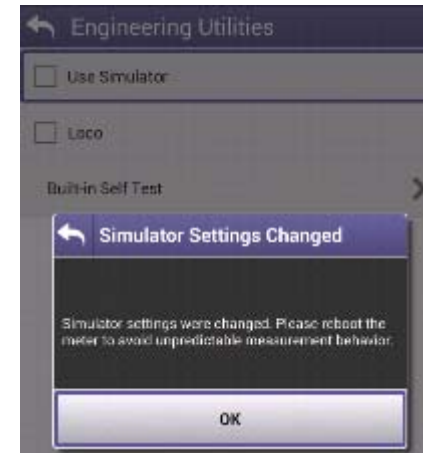 Engineering Utilities
Use Simulator
Loco
Built-in Self Test
Simulator Settings Changed
Simulator settings were changed. Please reboot the
meter to avoid unpredictable measurement behavior.
OK